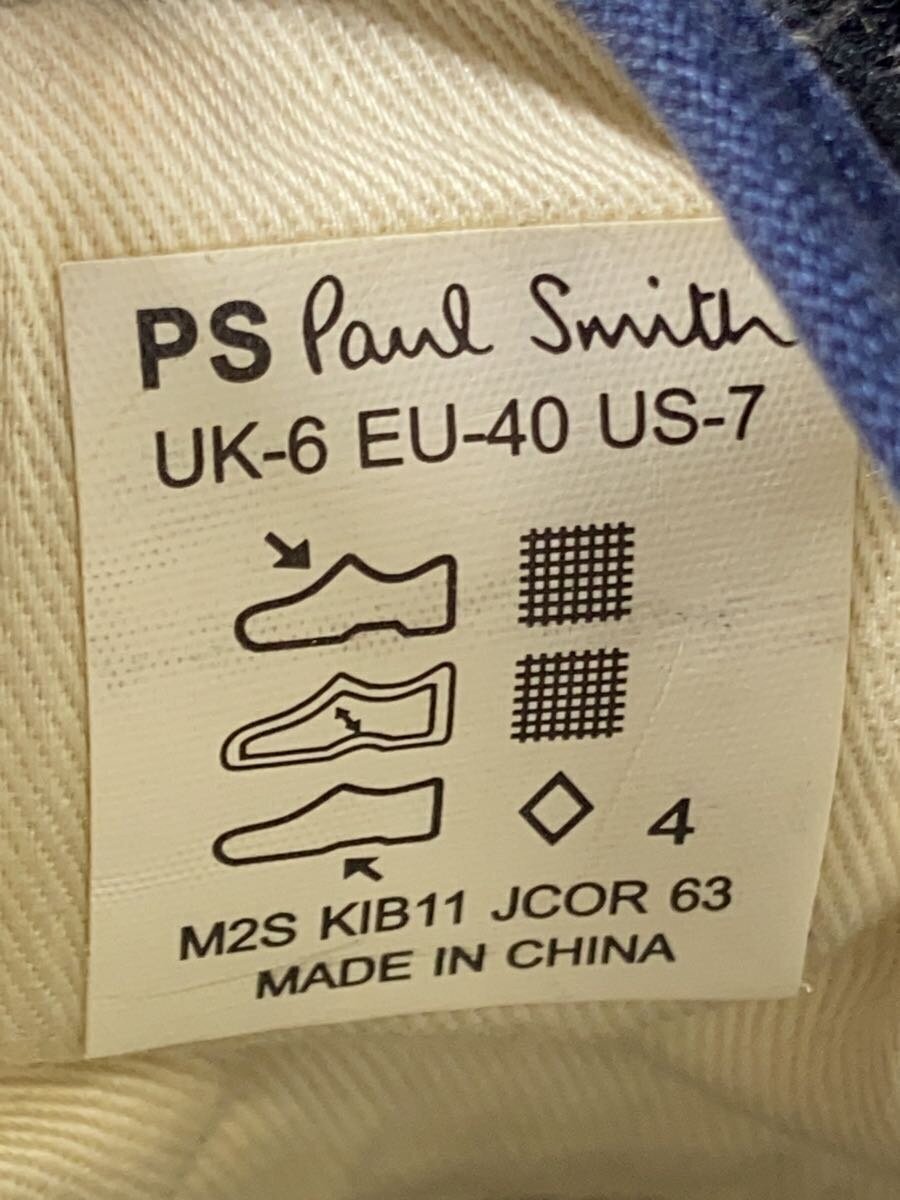 PS Paul Smith
UK-6 EU-40 US-7
4
M2S KIB11 JCOR 63
MADE IN CHINA